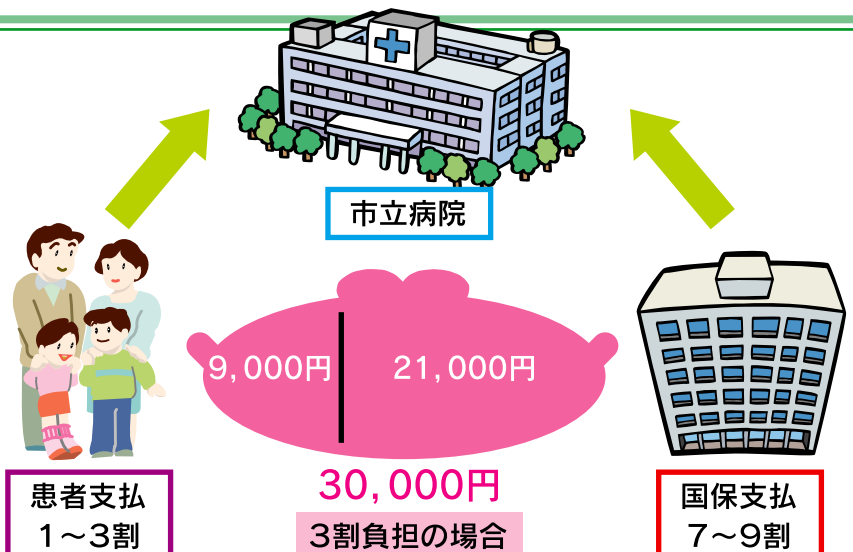 市立病院
9,000円
21,000円
30,000円
3割負担の場合
患者支払
1～3割
国保支払
7～9割